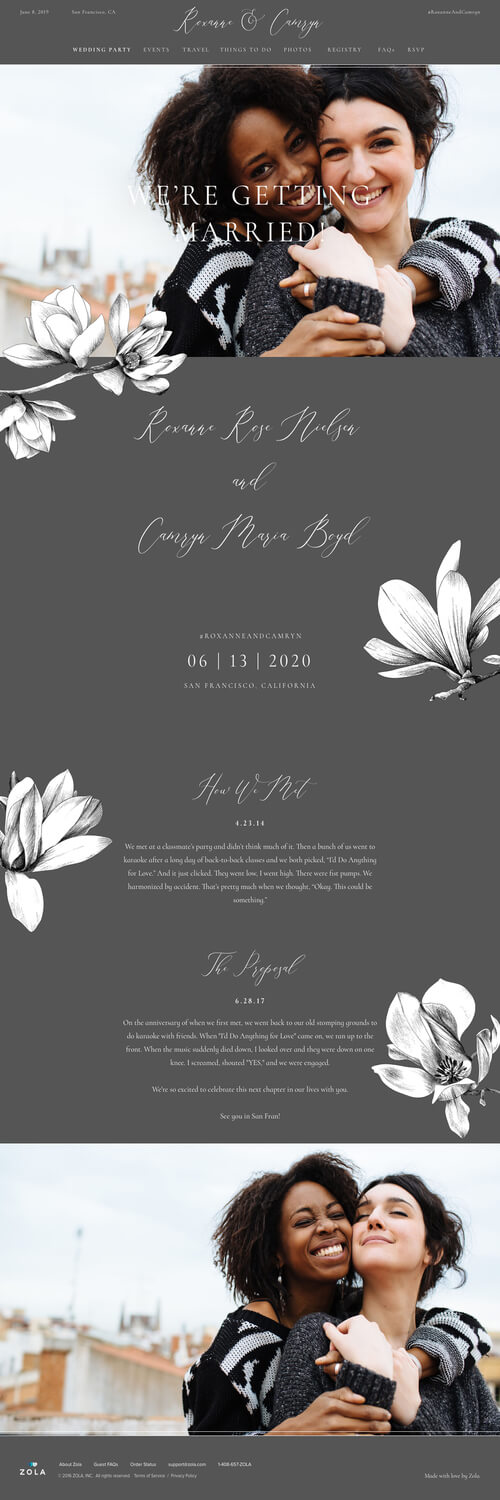 June 8, 2019
San Francisco, CA
Roxanne & Camryn
#RoxanneAndCamryn
WEDDING PARTY EVENTS TRAVEL THINGS TO DO PHOTOS REGISTRY FAQs RSVP
WE'RE GETTING
MARRIED!
Roxanne Rose Nielsen
and
Camryn Maria Boyd
#ROXANNEANDCAMRYN
06 | 13 | 2020
SAN FRANCISCO, CALIFORNIA
How We Met
4.23.14
We met at a classmate's party and didn't think much of it. Then a bunch of us went to
karaoke after a long day of back-to-back classes and we both picked, "I'd Do Anything
for Love." And it just clicked. They went low, I went high. There were fist pumps. We
harmonized by accident. That's pretty much when we thought, "Okay. This could be
something."
The Proposal
6.28.17
On the anniversary of when we first met, we went back to our old stomping grounds to
do karaoke with friends. When "I'd Do Anything for Love" came on, we ran up to the
front. When the music suddenly died down, I looked over and they were down on one
knee. I screamed, shouted "YES," and we were engaged.
We're so excited to celebrate this next chapter in our lives with you.
See you in San Fran!
ZOLA
About Zola Guest FAQs Order Status support@zola.com 1-408-657-ZOLA
© 2016 ZOLA, INC. All rights reserved. Terms of Service / Privacy Policy
Made with love by Zola.